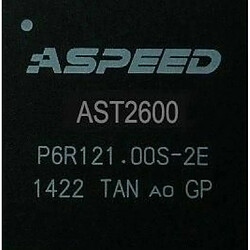 ASPEED
AST2600
P6R121.00S-2E
1422 TAN A0 GP